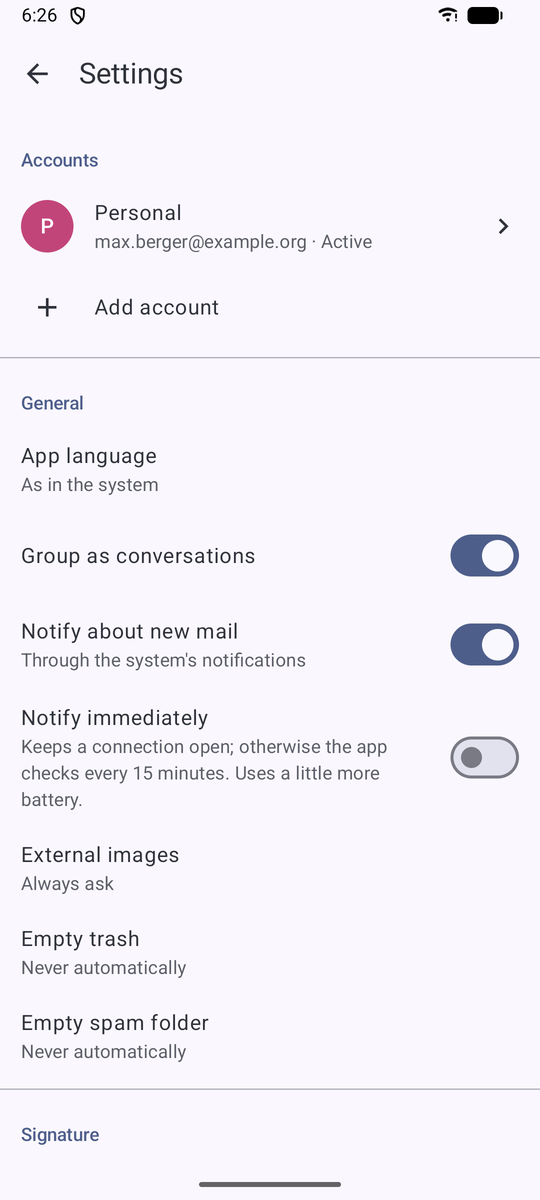 6:26
Settings
Accounts
P
Personal
max.berger@example.org · Active
Add account
General
App language
As in the system
Group as conversations
Notify about new mail
Through the system's notifications
Notify immediately
Keeps a connection open; otherwise the app
checks every 15 minutes. Uses a little more
battery.
External images
Always ask
Empty trash
Never automatically
Empty spam folder
Never automatically
Signature